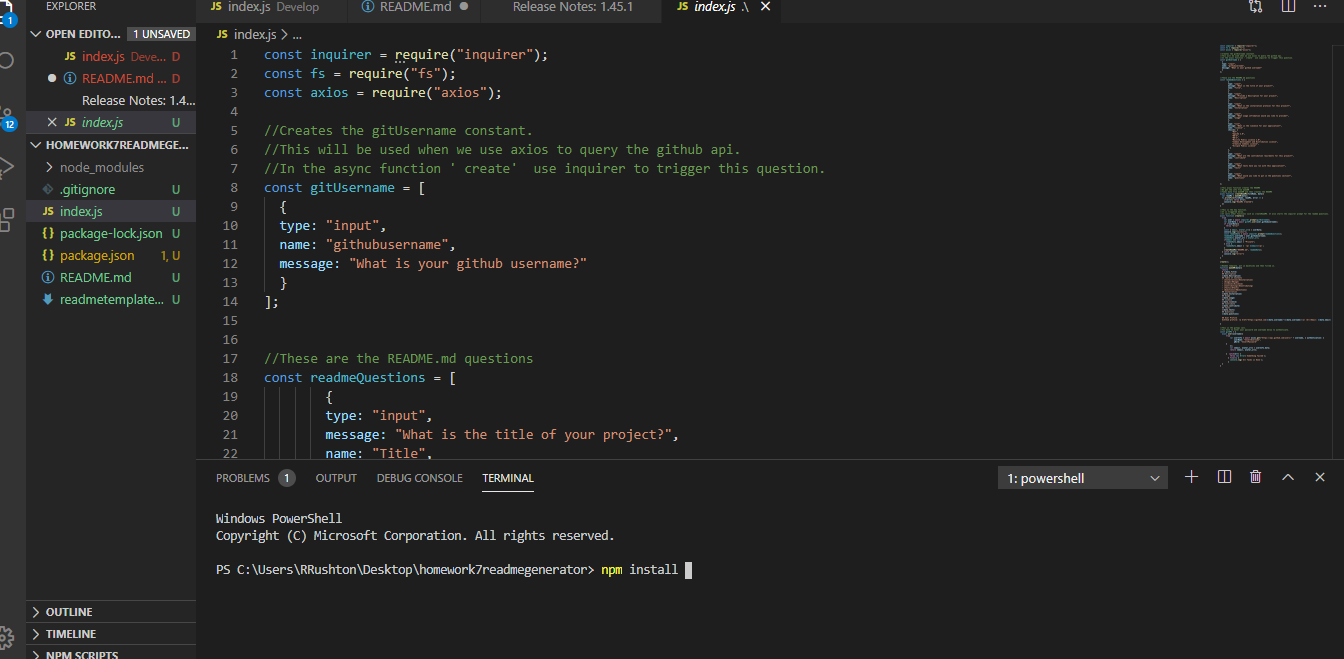 EXPLORER
JS index.js Develop
README.md
Release Notes: 1.45.1
JS index.js .\
1
OPEN EDITO... 1 UNSAVED
JS index.js Deve... D
README.md ... D
Release Notes: 1.4...
JS index.js U
12
HOMEWORK7READMEGE...
node_modules
.gitignore U
JS index.js U
{} package-lock.json U
{} package.json 1, U
README.md U
readmetemplate... U
OUTLINE
TIMELINE
NPM SCRIPTS
JS index.js > ...
1 const inquirer = require("inquirer");
2 const fs = require("fs");
3 const axios = require("axios");
4
5 //Creates the gitUsername constant.
6 //This will be used when we use axios to query the github api.
7 //In the async function ' create'  use inquirer to trigger this question.
8 const gitUsername = [
9 {
10 type: "input",
11 name: "githubusername",
12 message: "What is your github username?"
13 }
14 ];
15
16
17 //These are the README.md questions
18 const readmeQuestions = [
19 {
20 type: "input",
21 message: "What is the title of your project?",
22 name: "Title",
PROBLEMS 1 OUTPUT DEBUG CONSOLE TERMINAL 1: powershell
Windows PowerShell
Copyright (C) Microsoft Corporation. All rights reserved.
PS C:\Users\RRushton\Desktop\homework7readmegenerator> npm install